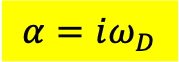 α = iω_D